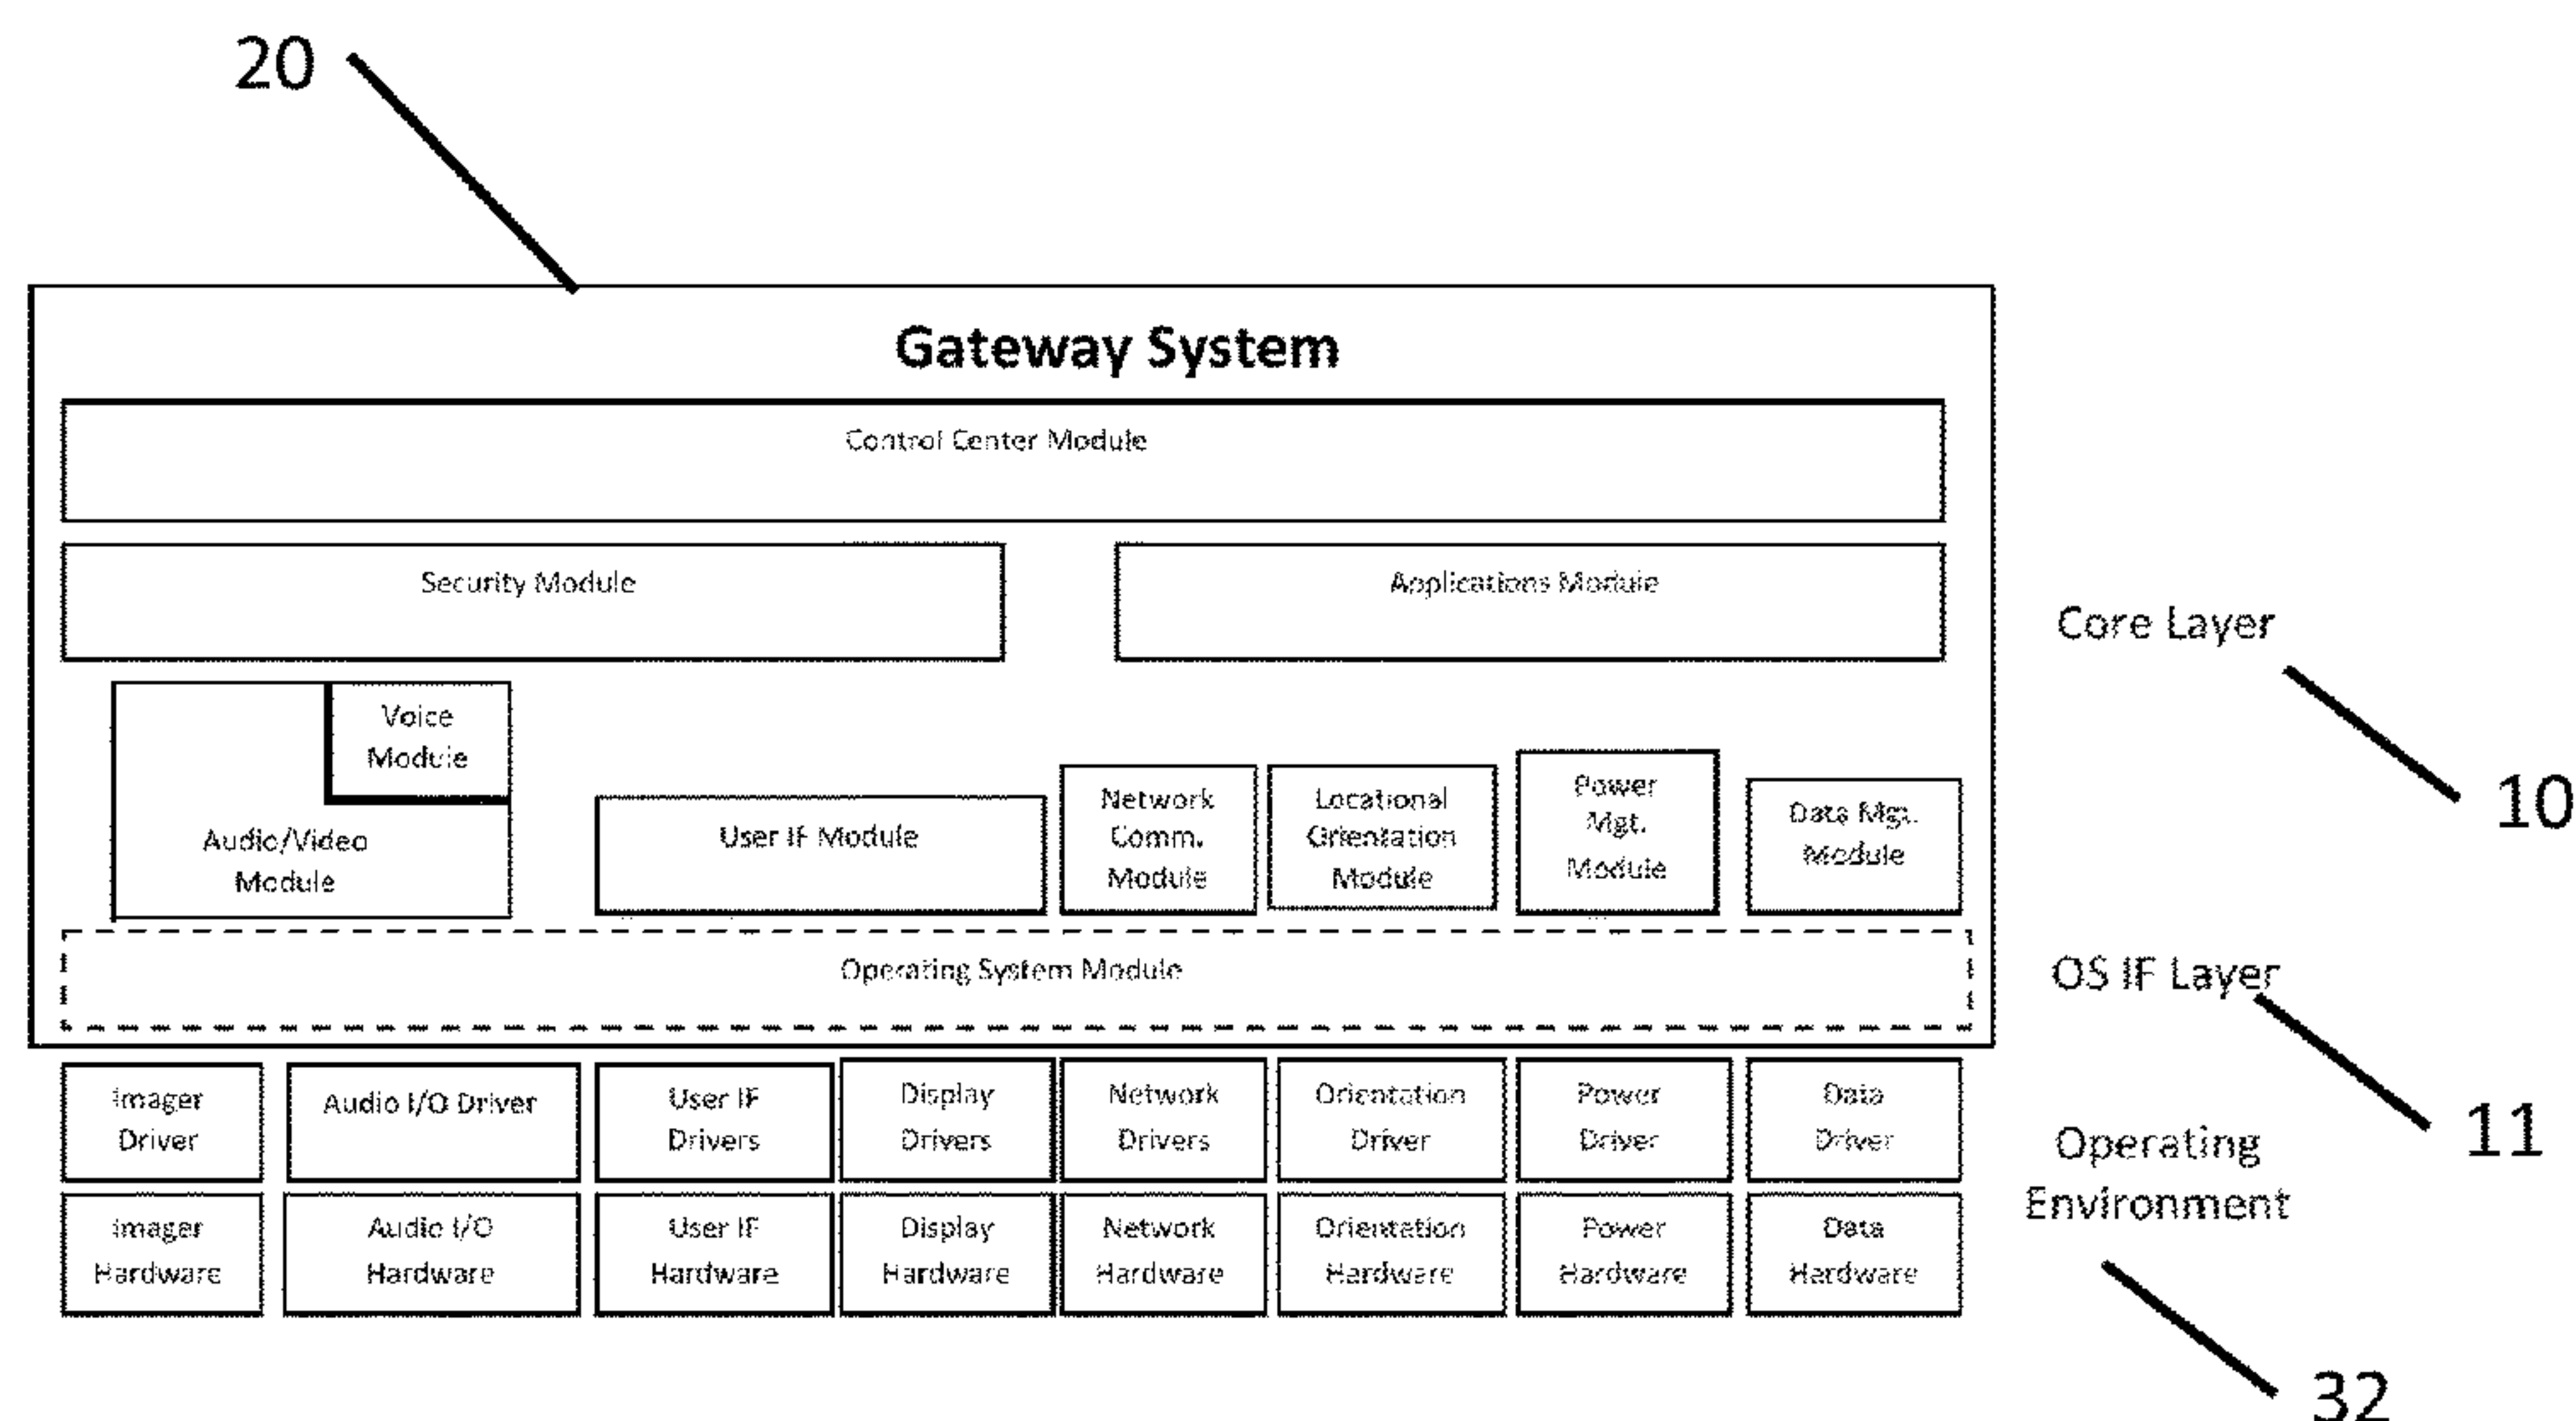 20
Gateway System
Control Center Module
Security Module
Applications Module
Core Layer
10
Voice
Module
Audio/Video
Module
User IF Module
Network
Comm.
Module
Locational
Orientation
Module
Power
Mgt.
Module
Data Mgt.
Module
Operating System Module
OS IF Layer
11
Imager
Driver
Audio I/O Driver
User IF
Drivers
Display
Drivers
Network
Drivers
Orientation
Driver
Power
Driver
Data
Driver
Operating
Environment
32
Imager
Hardware
Audio I/O
Hardware
User IF
Hardware
Display
Hardware
Network
Hardware
Orientation
Hardware
Power
Hardware
Data
Hardware